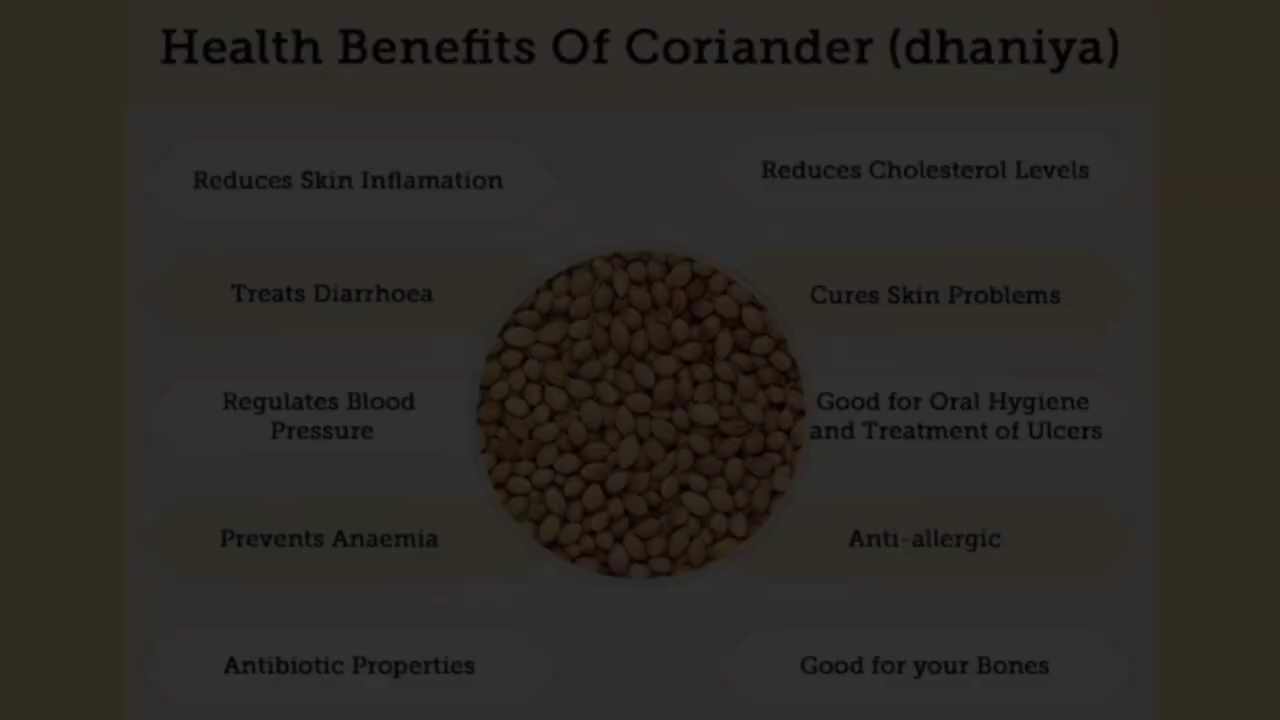 Health Benefits Of Coriander (dhaniya)
Reduces Skin Inflamation
Reduces Cholesterol Levels
Treats Diarrhoea
Cures Skin Problems
Regulates Blood
Pressure
Good for Oral Hygiene
and Treatment of Ulcers
Prevents Anaemia
Anti-allergic
Antibiotic Properties
Good for your Bones